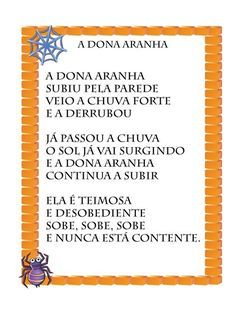 A DONA ARANHA
A DONA ARANHA
SUBIU PELA PAREDE
VEIO A CHUVA FORTE
E A DERRUBOU
JÁ PASSOU A CHUVA
O SOL JÁ VAI SURGINDO
E A DONA ARANHA
CONTINUA A SUBIR
ELA É TEIMOSA
E DESOBEDIENTE
SOBE, SOBE, SOBE
E NUNCA ESTÁ CONTENTE.